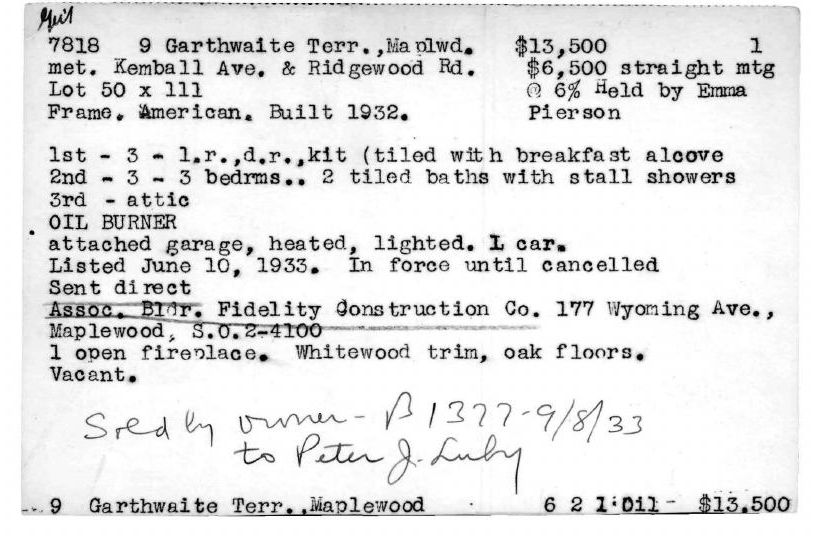 7818 9 Garthwaite Terr.,Maplwd. $13,500 1
met. Kemball Ave. & Ridgewood Rd. $6,500 straight mtg
Lot 50 x 111 @ 6% Held by Emma
Frame. American. Built 1932. Pierson
1st - 3 - l.r.,d.r.,kit (tiled with breakfast alcove
2nd - 3 - 3 bedrms.. 2 tiled baths with stall showers
3rd - attic
OIL BURNER
attached garage, heated, lighted. 1 car.
Listed June 10, 1933. In force until cancelled
Sent direct
Assoc. Bldr. Fidelity Construction Co. 177 Wyoming Ave.,
Maplewood, S.O.2-4100
1 open fireplace. Whitewood trim, oak floors.
Vacant.
Sold by owner - B 1377-9/8/33
to Peter J. Luby
9 Garthwaite Terr.,Maplewood 6 2 1:Oil - $13,500